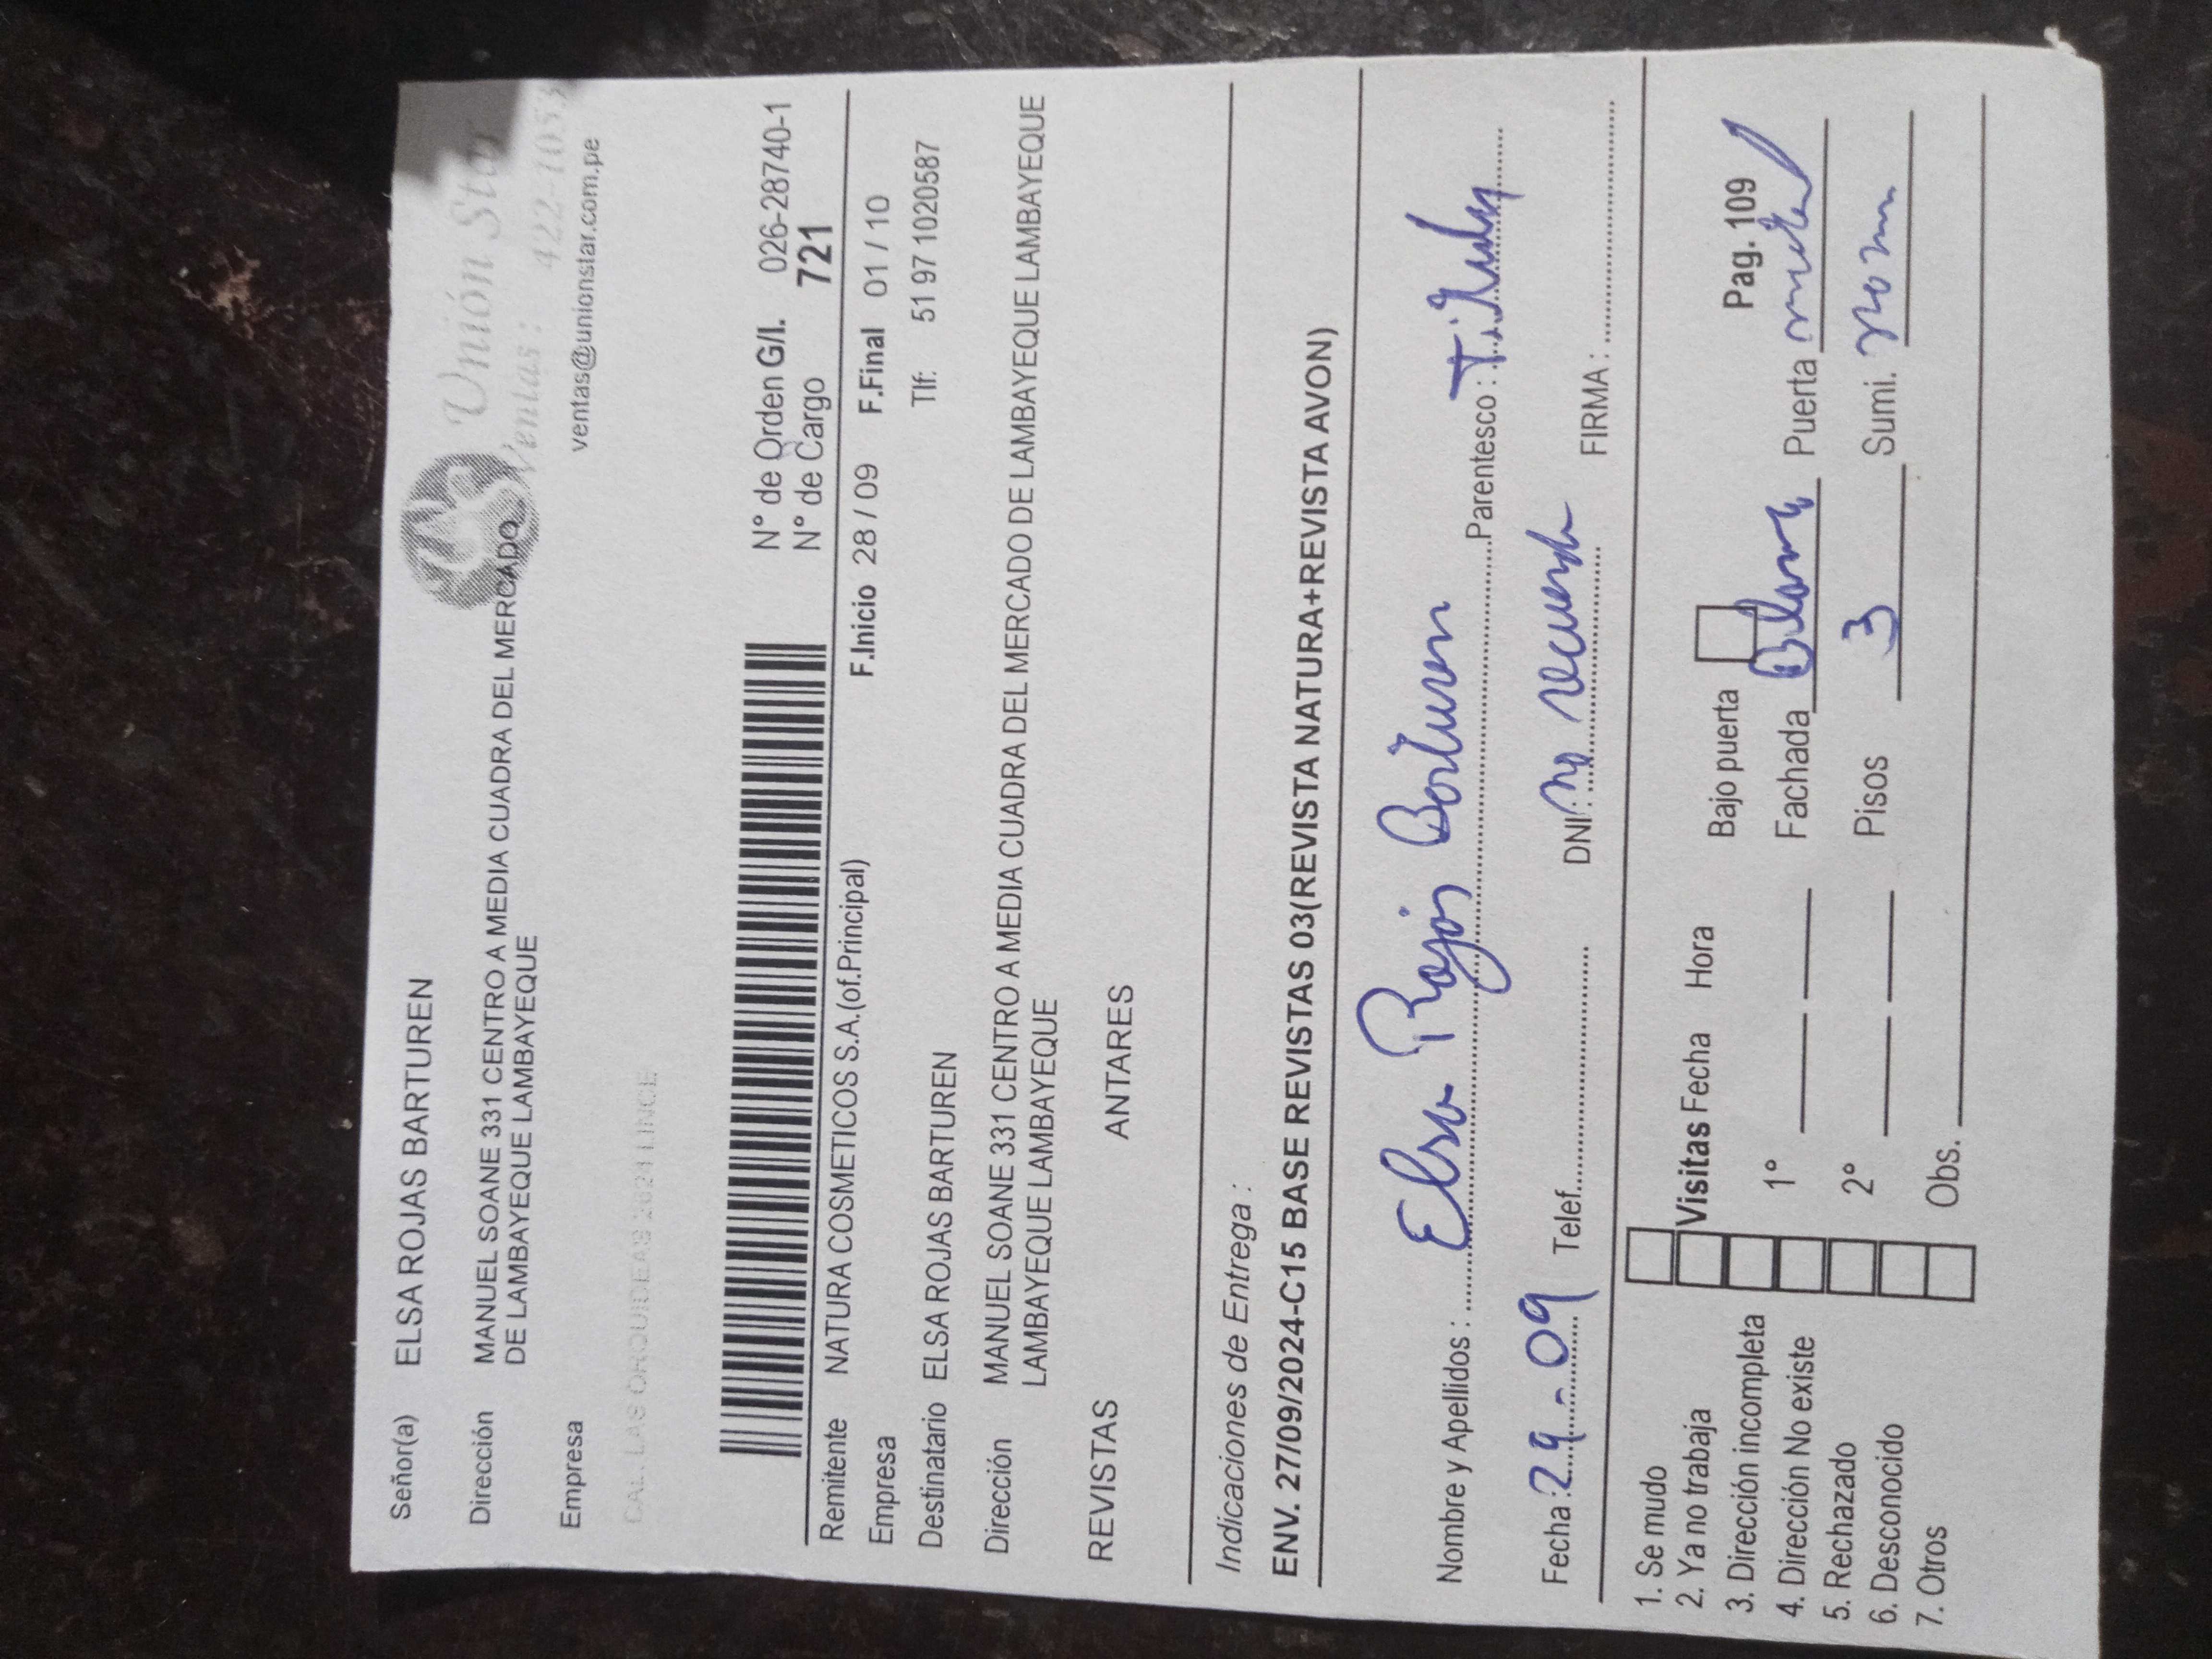 Señor(a) ELSA ROJAS BARTUREN
Unión Star
Ventas : 422-105
Dirección MANUEL SOANE 331 CENTRO A MEDIA CUADRA DEL MERCADO
DE LAMBAYEQUE LAMBAYEQUE
ventas@unionstar.com.pe
Empresa
CAL. LAS ORQUIDEAS 2621 LINCE
N° de Orden G/I. 026-28740-1
N° de Cargo 721
Remitente NATURA COSMETICOS S.A.(of.Principal)
F.Inicio 28 / 09 F.Final 01 / 10
Empresa
Destinatario ELSA ROJAS BARTUREN Tlf: 51 97 1020587
Dirección MANUEL SOANE 331 CENTRO A MEDIA CUADRA DEL MERCADO DE LAMBAYEQUE LAMBAYEQUE
LAMBAYEQUE LAMBAYEQUE
REVISTAS ANTARES
Indicaciones de Entrega :
ENV. 27/09/2024-C15 BASE REVISTAS 03(REVISTA NATURA+REVISTA AVON)
Nombre y Apellidos : Elsa Rojas Barturen Parentesco :
Fecha : 29-09 Telef. DNI: no recuerda FIRMA :
1. Se mudo
2. Ya no trabaja
3. Dirección incompleta
4. Dirección No existe
5. Rechazado
6. Desconocido
7. Otros
Visitas Fecha Hora
1°
2°
Obs.
Bajo puerta Pag. 109
Fachada Blanco Puerta
Pisos 3 Sumi.